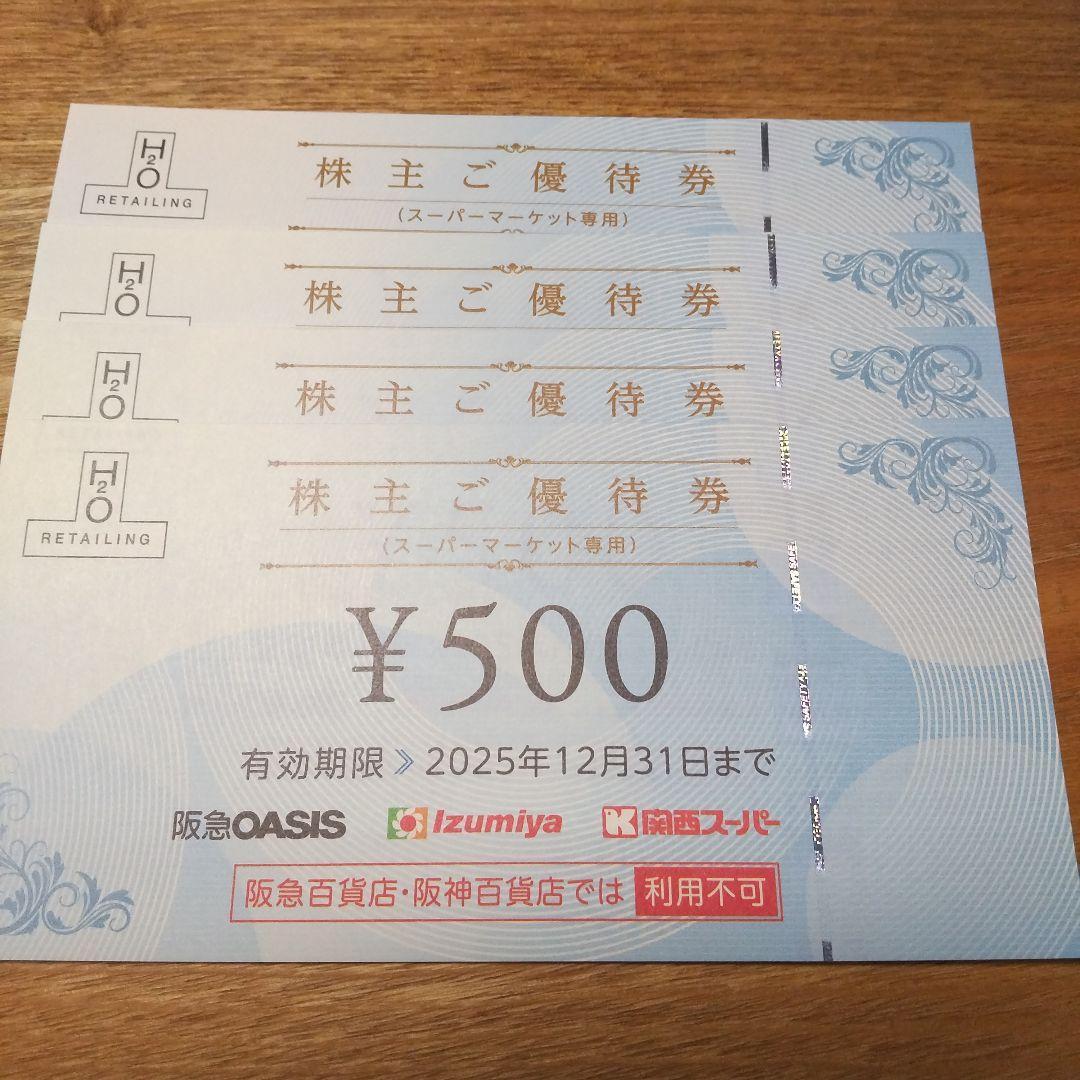 H2O
RETAILING
株主ご優待券
(スーパーマーケット専用)
H2O
株主ご優待券
H2O
株主ご優待券
H2O
RETAILING
株主ご優待券
(スーパーマーケット専用)
¥500
有効期限》2025年12月31日まで
阪急OASIS Izumiya 関西スーパー
阪急百貨店・阪神百貨店では 利用不可